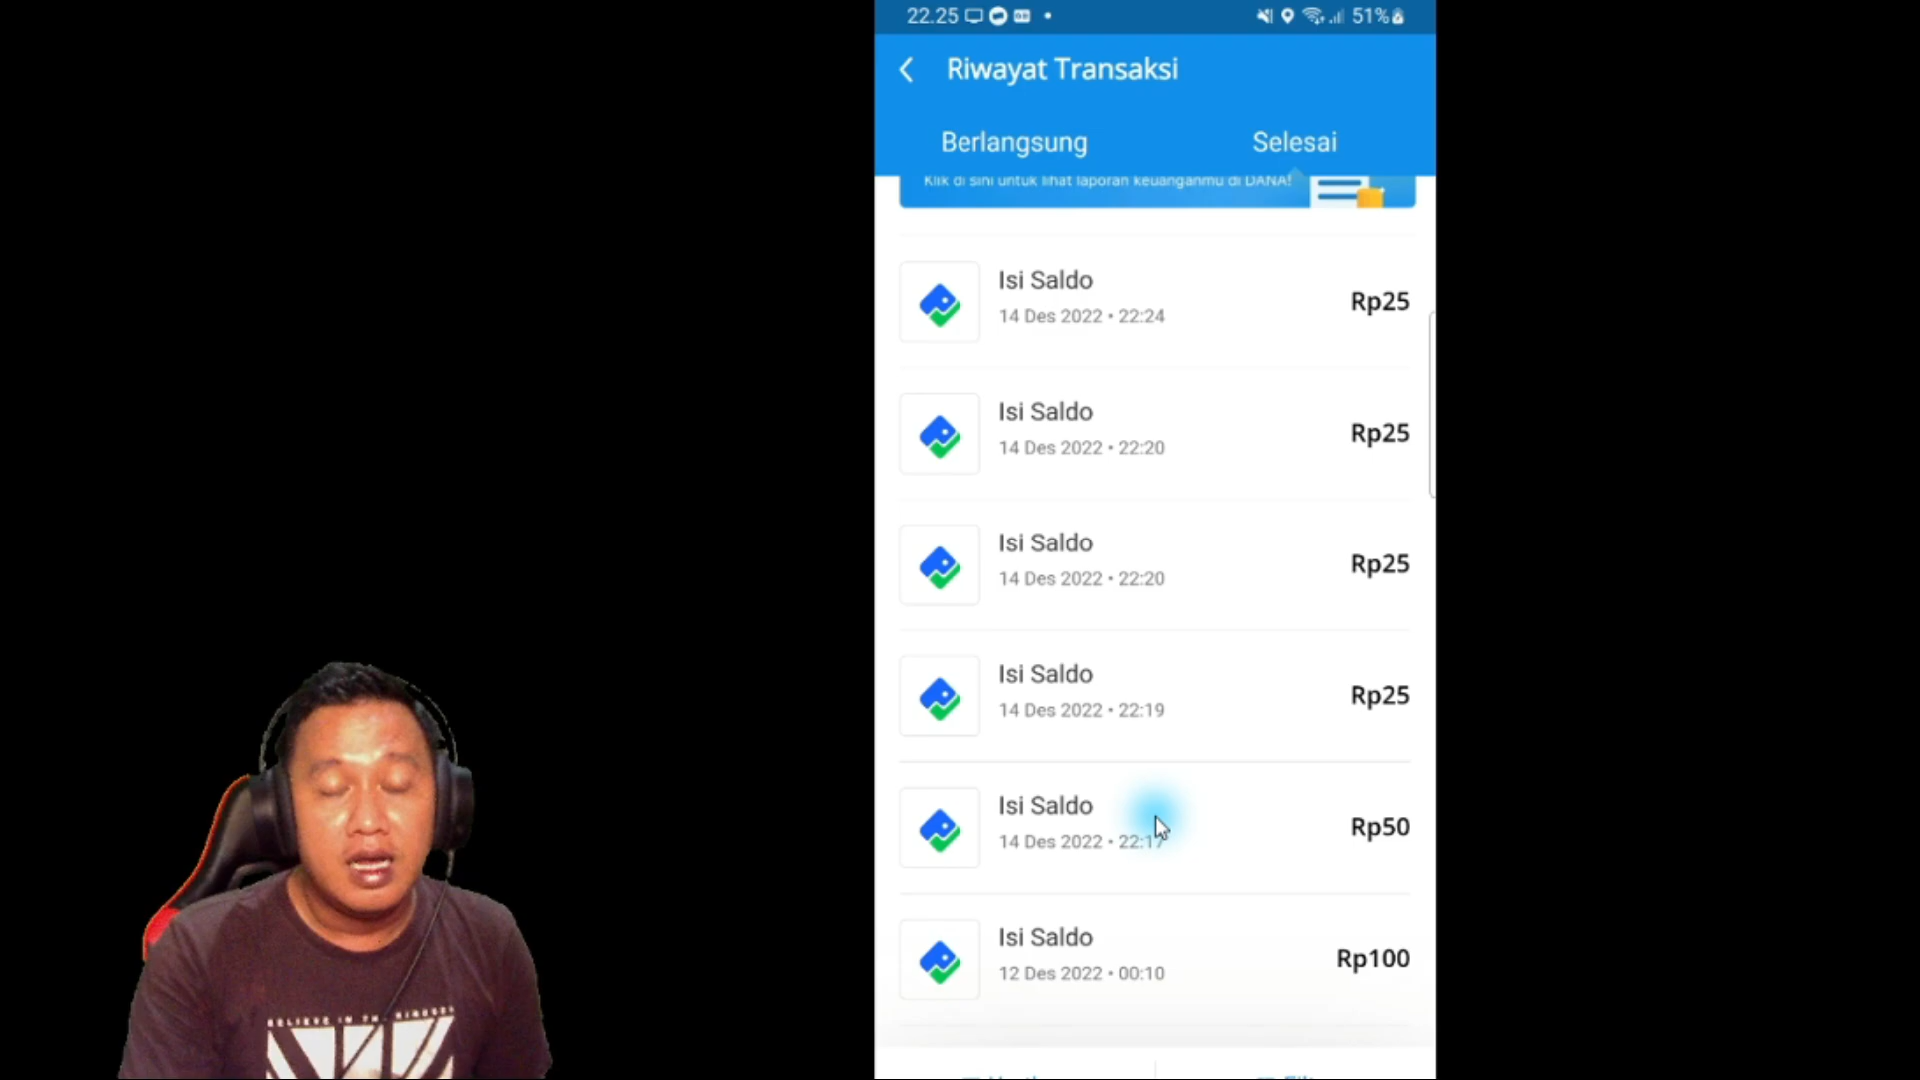 22.25
51%
Riwayat Transaksi
Berlangsung
Selesai
Klik di sini untuk lihat laporan keuanganmu di DANA!
Isi Saldo
14 Des 2022 • 22:24
Rp25
Isi Saldo
14 Des 2022 • 22:20
Rp25
Isi Saldo
14 Des 2022 • 22:20
Rp25
Isi Saldo
14 Des 2022 • 22:19
Rp25
Isi Saldo
14 Des 2022 • 22:17
Rp50
Isi Saldo
12 Des 2022 • 00:10
Rp100
BELIEVE IN